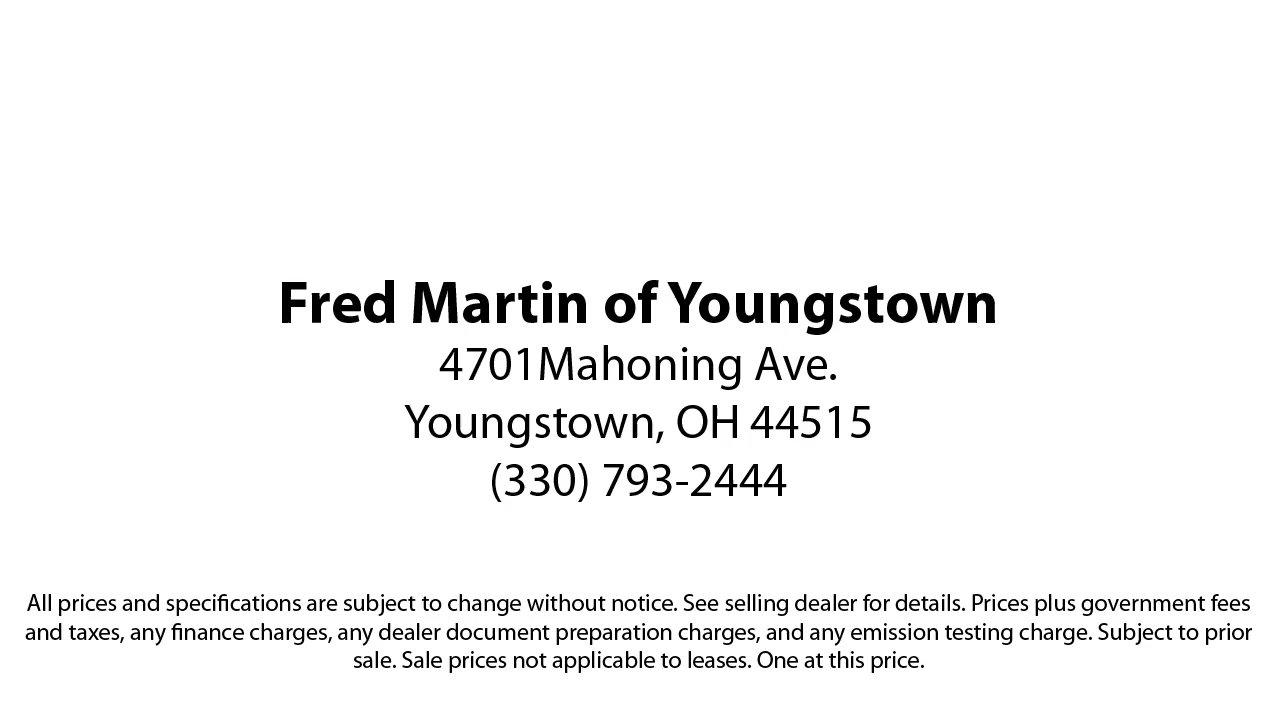 Fred Martin of Youngstown
4701Mahoning Ave.
Youngstown, OH 44515
(330) 793-2444
All prices and specifications are subject to change without notice. See selling dealer for details. Prices plus government fees
and taxes, any finance charges, any dealer document preparation charges, and any emission testing charge. Subject to prior
sale. Sale prices not applicable to leases. One at this price.